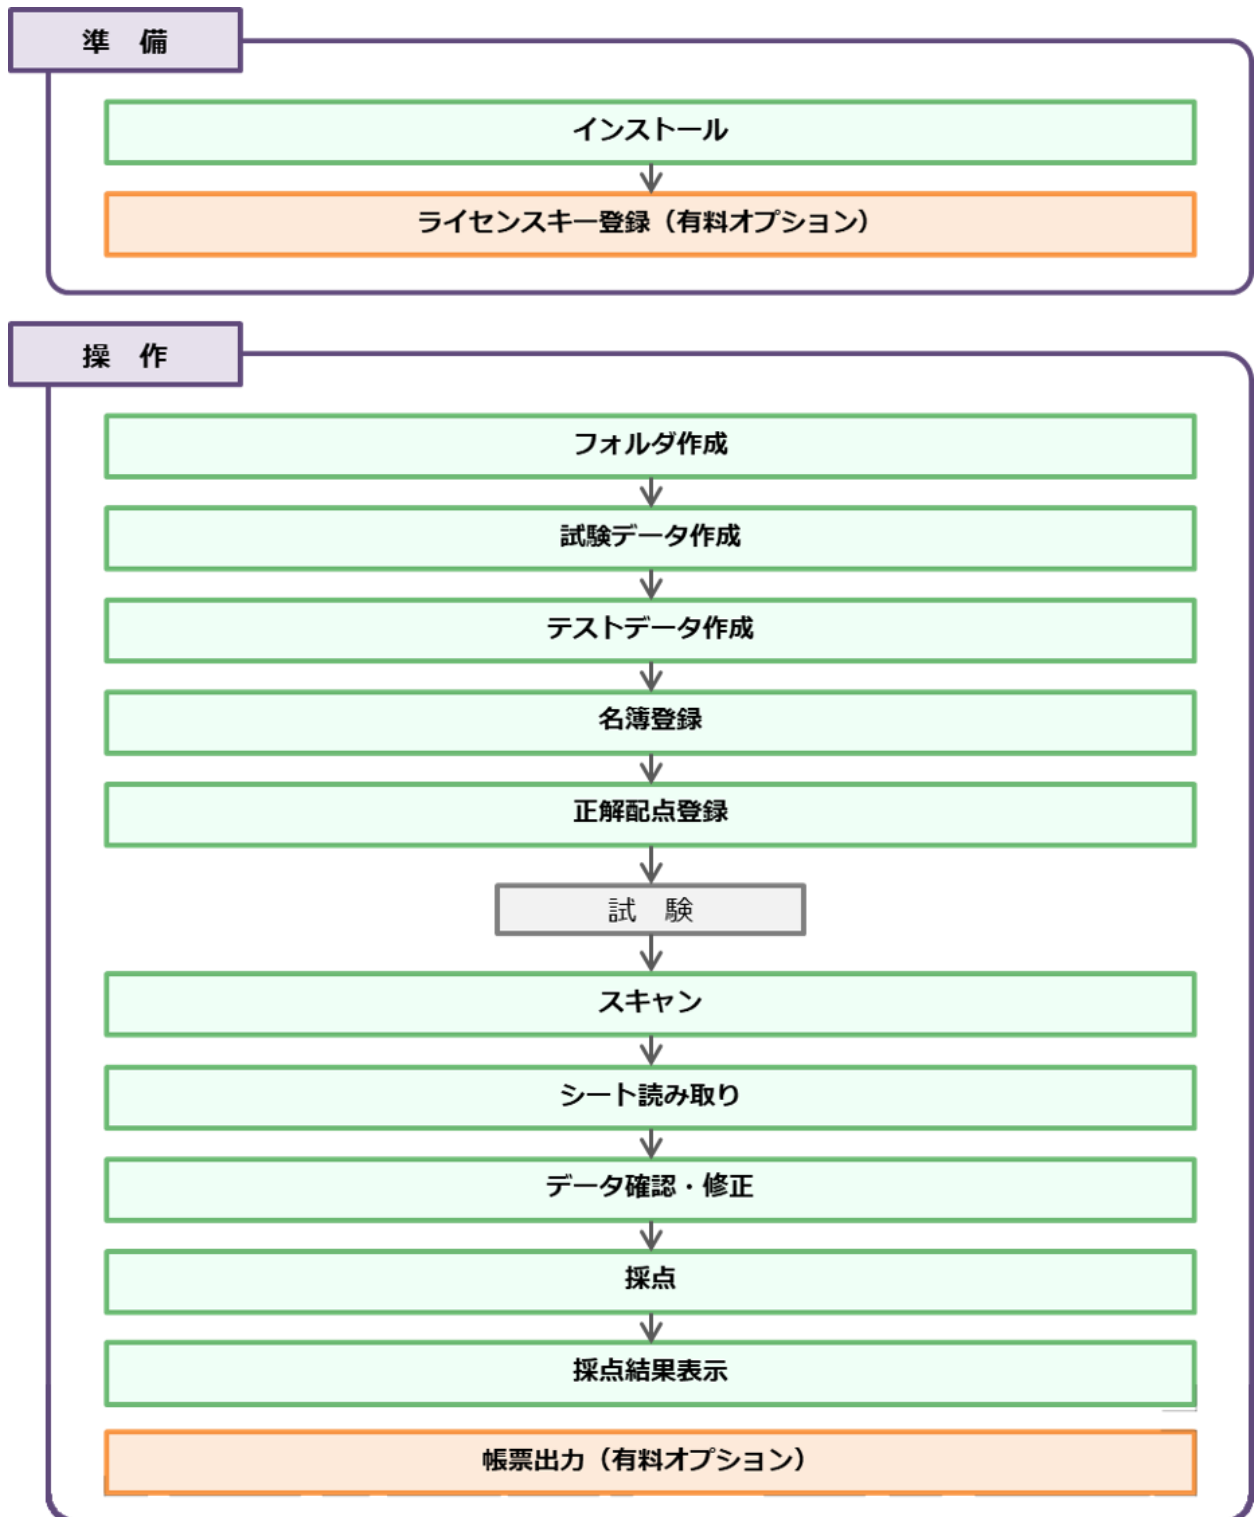 準　備
インストール
ライセンスキー登録（有料オプション）
操　作
フォルダ作成
試験データ作成
テストデータ作成
名簿登録
正解配点登録
試　験
スキャン
シート読み取り
データ確認・修正
採点
採点結果表示
帳票出力（有料オプション）